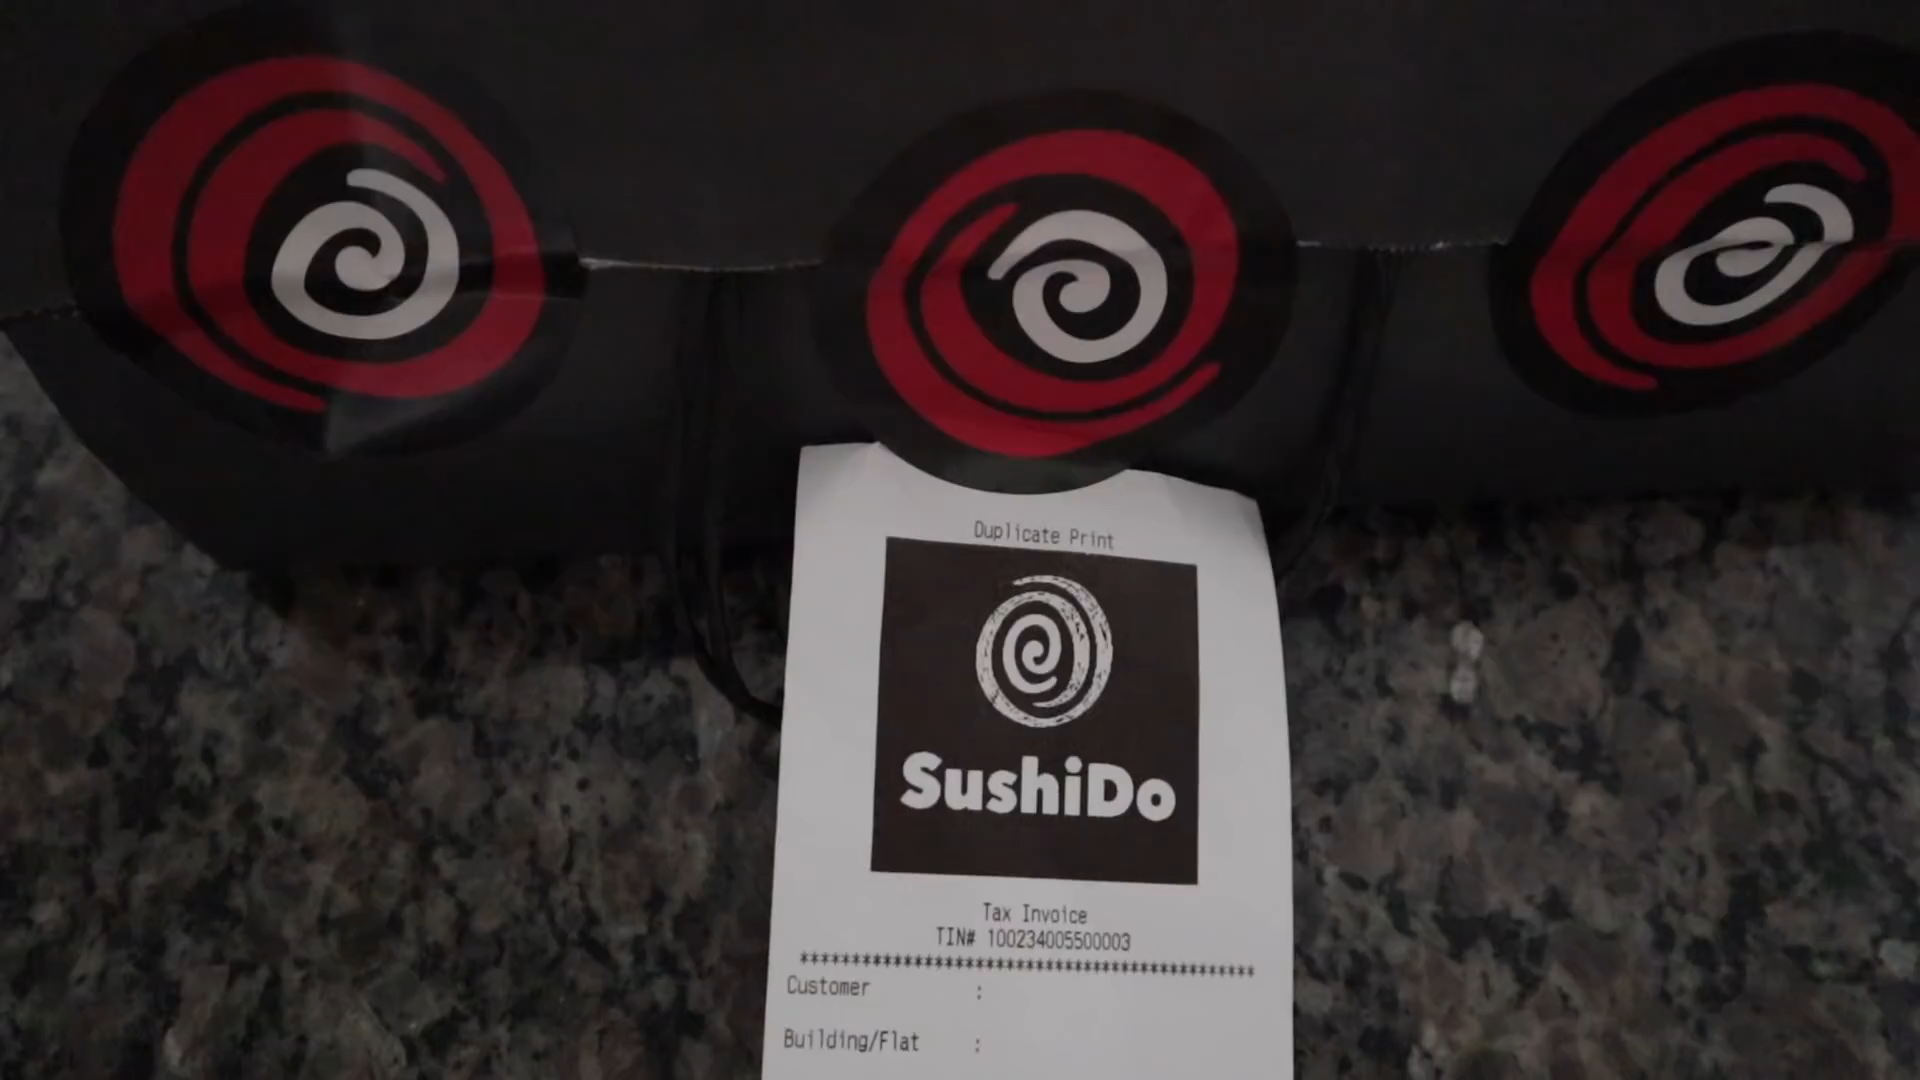 Duplicate Print
SushiDo
Tax Invoice
TIN# 100234005500003
********************************************
Customer :
Building/Flat :